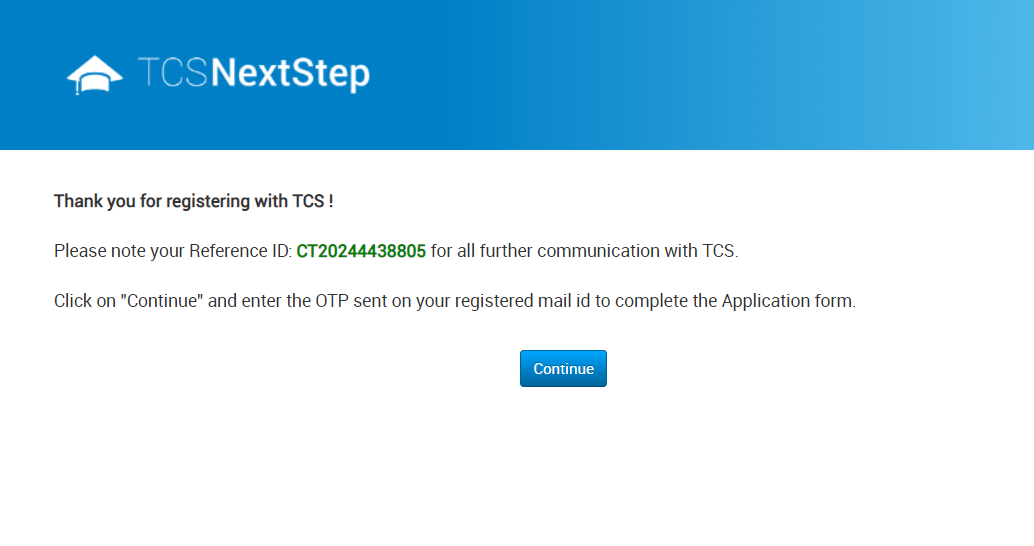 TCSNextStep
Thank you for registering with TCS !
Please note your Reference ID: CT20244438805 for all further communication with TCS.
Click on "Continue" and enter the OTP sent on your registered mail id to complete the Application form.
Continue